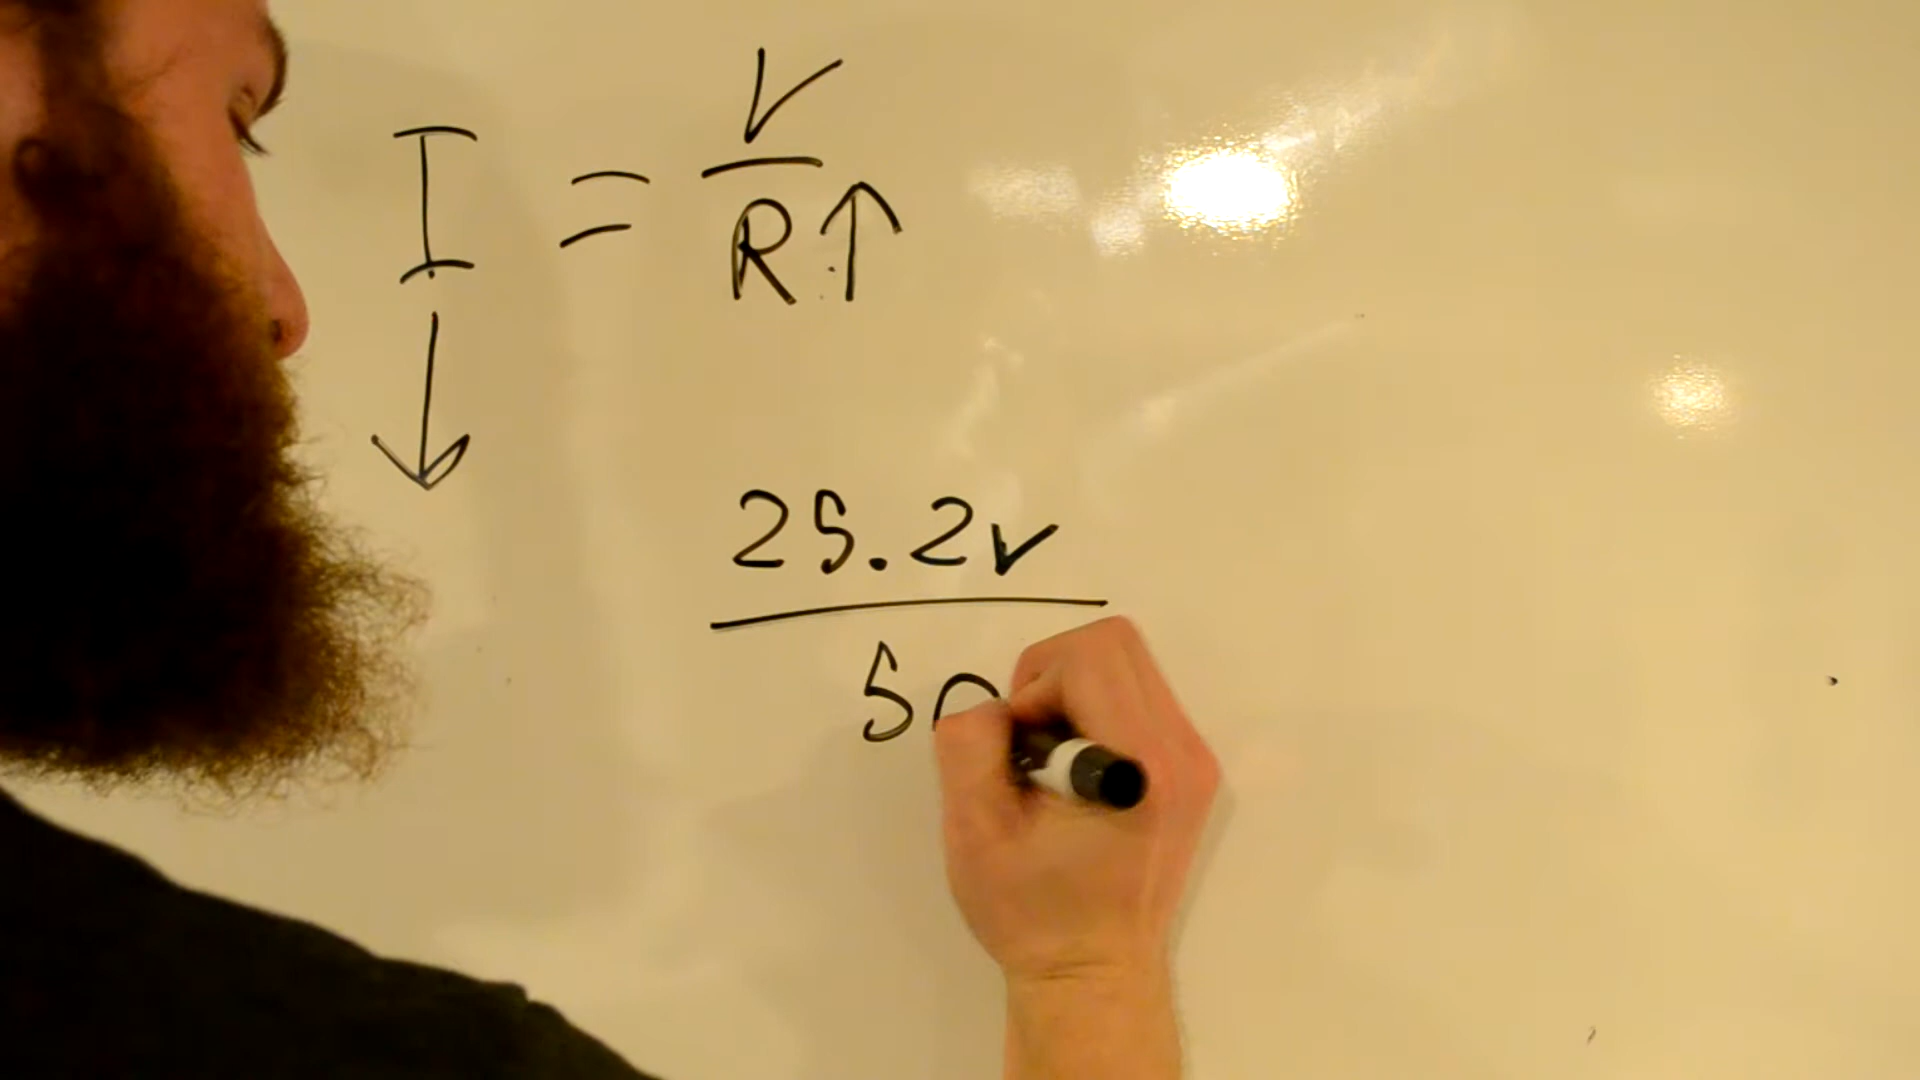 I = V/R↑
↓
25.2v
5